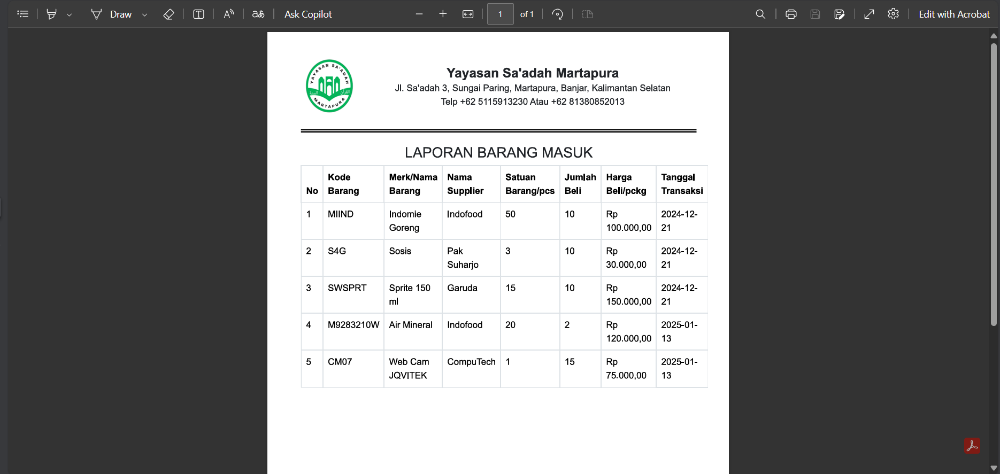 Draw
T
A
aあ
Ask Copilot
1
of 1
Edit with Acrobat
YAYASAN SA'ADAH
السنة
القرآن
MARTAPURA
Yayasan Sa'adah Martapura
Jl. Sa'adah 3, Sungai Paring, Martapura, Banjar, Kalimantan Selatan
Telp +62 5115913230 Atau +62 81380852013
LAPORAN BARANG MASUK
No Kode Barang Merk/Nama Barang Nama Supplier Satuan Barang/pcs Jumlah Beli Harga Beli/pckg Tanggal Transaksi
1 MIIND Indomie Goreng Indofood 50 10 Rp 100.000,00 2024-12-21
2 S4G Sosis Pak Suharjo 3 10 Rp 30.000,00 2024-12-21
3 SWSPRT Sprite 150 ml Garuda 15 10 Rp 150.000,00 2024-12-21
4 M9283210W Air Mineral Indofood 20 2 Rp 120.000,00 2025-01-13
5 CM07 Web Cam JQVITEK CompuTech 1 15 Rp 75.000,00 2025-01-13